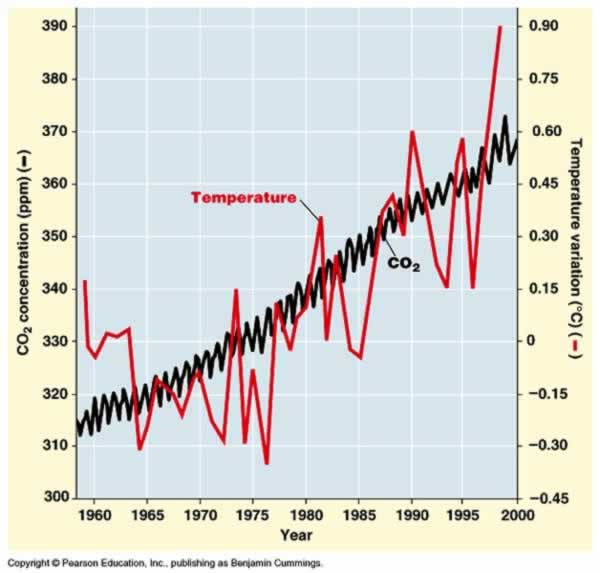 390
380
370
360
350
340
330
320
310
300
CO2 concentration (ppm) (–)
0.90
0.75
0.60
0.45
0.30
0.15
0
−0.15
−0.30
−0.45
Temperature variation (°C) (–)
Temperature
CO2
1960 1965 1970 1975 1980 1985 1990 1995 2000
Year
Copyright © Pearson Education, Inc., publishing as Benjamin Cummings.